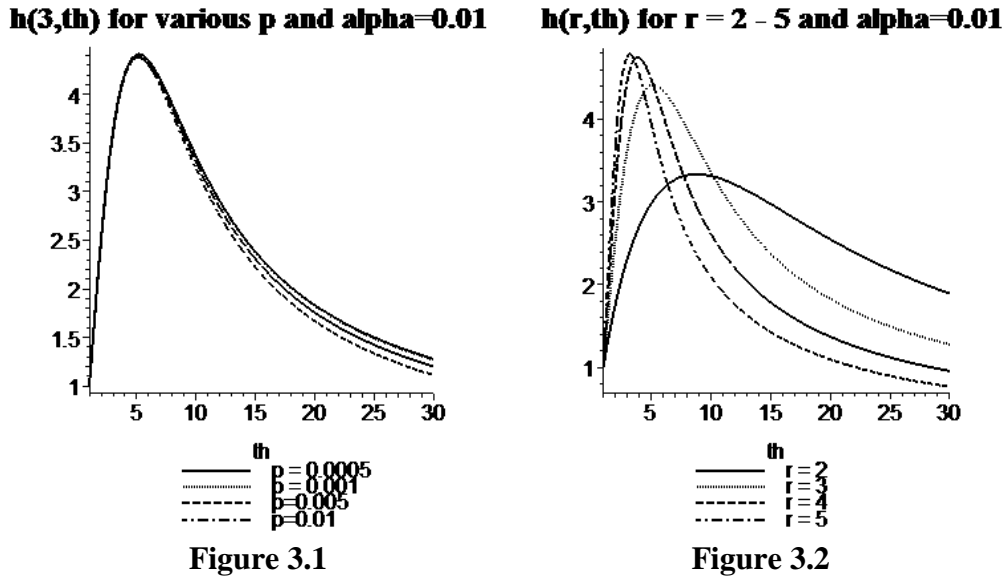 h(3,th) for various p and alpha=0.01
4
3.5
3
2.5
2
1.5
1
5 10 15 20 25 30
th
p = 0.0005
p = 0.001
p=0.005
p=0.01
Figure 3.1
h(r,th) for r = 2 - 5 and alpha=0.01
4
3
2
1
5 10 15 20 25 30
th
r = 2
r = 3
r = 4
r = 5
Figure 3.2